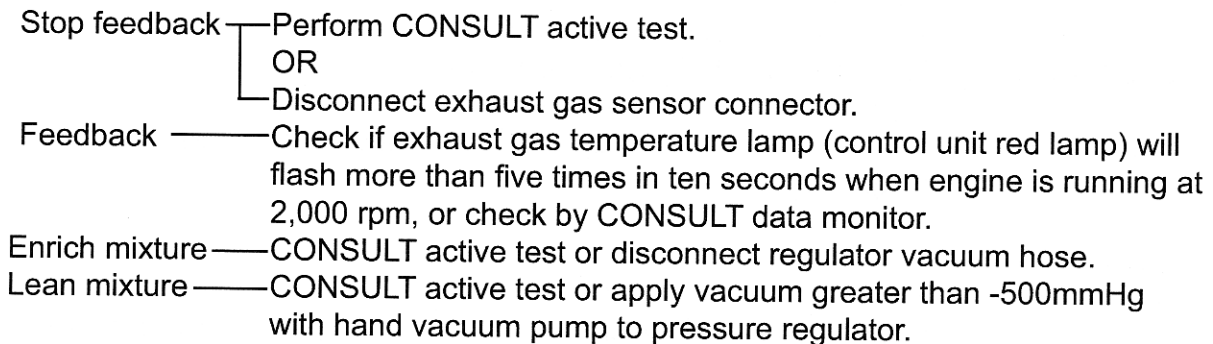 Stop feedback Perform CONSULT active test.
OR
Disconnect exhaust gas sensor connector.
Feedback Check if exhaust gas temperature lamp (control unit red lamp) will
flash more than five times in ten seconds when engine is running at
2,000 rpm, or check by CONSULT data monitor.
Enrich mixture CONSULT active test or disconnect regulator vacuum hose.
Lean mixture CONSULT active test or apply vacuum greater than -500mmHg
with hand vacuum pump to pressure regulator.